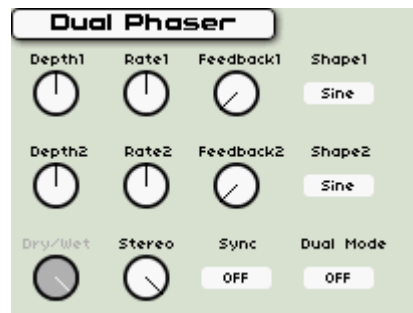 Dual Phaser
Depth1 Rate1 Feedback1 Shape1
Sine
Depth2 Rate2 Feedback2 Shape2
Sine
Dry/Wet Stereo Sync Dual Mode
OFF OFF